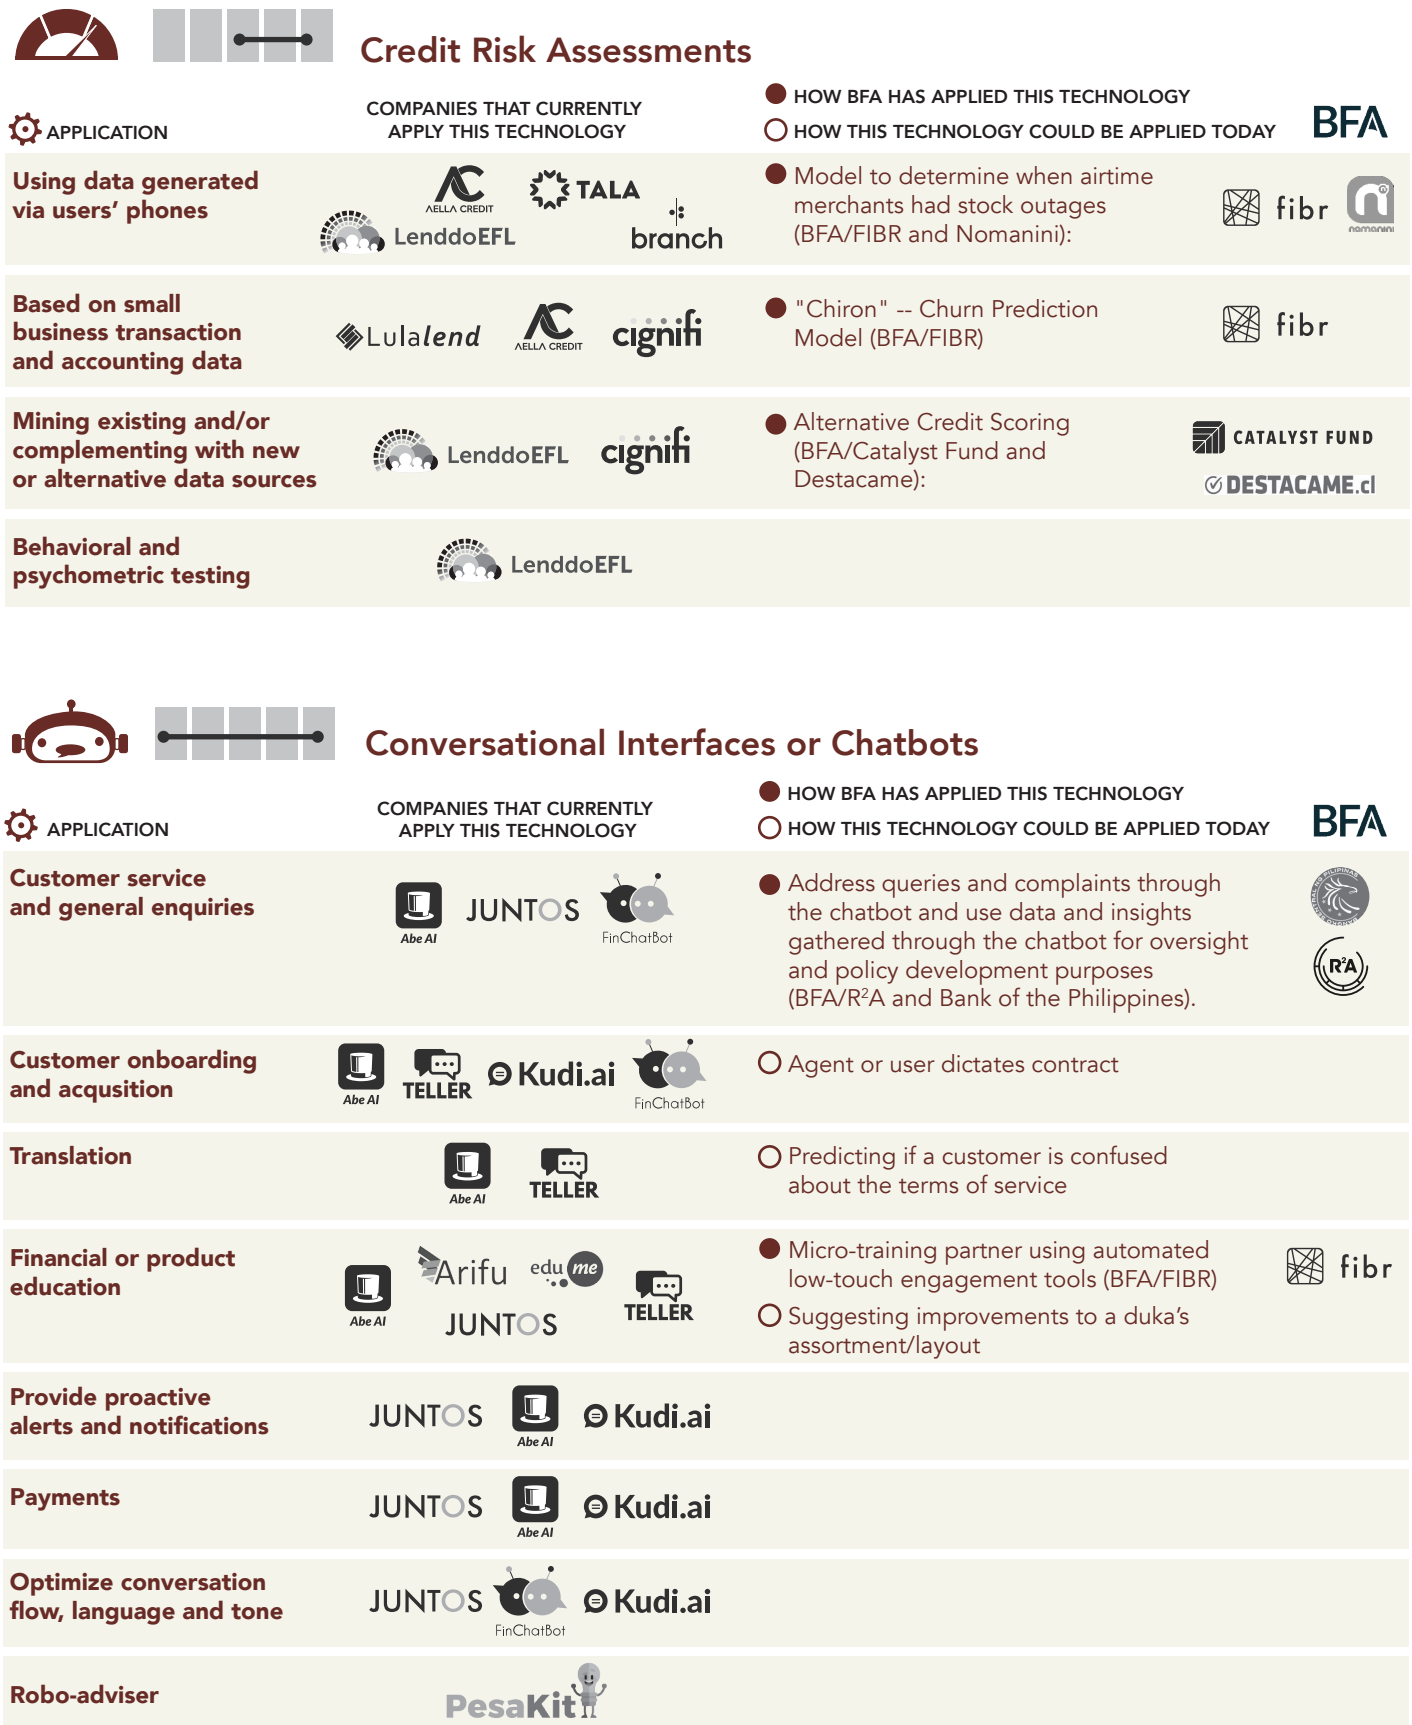 Credit Risk Assessments
APPLICATION
COMPANIES THAT CURRENTLY
APPLY THIS TECHNOLOGY
HOW BFA HAS APPLIED THIS TECHNOLOGY
HOW THIS TECHNOLOGY COULD BE APPLIED TODAY
BFA
Using data generated
via users’ phones
AC
AELLA CREDIT
TALA
LenddoEFL
branch
Model to determine when airtime
merchants had stock outages
(BFA/FIBR and Nomanini):
fibr
n
nomanini
Based on small
business transaction
and accounting data
Lulalend
AC
AELLA CREDIT
cignifi
"Chiron" -- Churn Prediction
Model (BFA/FIBR)
fibr
Mining existing and/or
complementing with new
or alternative data sources
LenddoEFL
cignifi
Alternative Credit Scoring
(BFA/Catalyst Fund and
Destacame):
CATALYST FUND
DESTACAME.cl
Behavioral and
psychometric testing
LenddoEFL
Conversational Interfaces or Chatbots
APPLICATION
COMPANIES THAT CURRENTLY
APPLY THIS TECHNOLOGY
HOW BFA HAS APPLIED THIS TECHNOLOGY
HOW THIS TECHNOLOGY COULD BE APPLIED TODAY
BFA
Customer service
and general enquiries
Abe AI
JUNTOS
FinChatBot
Address queries and complaints through
the chatbot and use data and insights
gathered through the chatbot for oversight
and policy development purposes
(BFA/R²A and Bank of the Philippines).
BANGKO SENTRAL NG PILIPINAS
R²A
Customer onboarding
and acqusition
Abe AI
TELLER
Kudi.ai
FinChatBot
Agent or user dictates contract
Translation
Abe AI
TELLER
Predicting if a customer is confused
about the terms of service
Financial or product
education
Abe AI
Arifu
edu me
JUNTOS
TELLER
Micro-training partner using automated
low-touch engagement tools (BFA/FIBR)
fibr
Suggesting improvements to a duka’s
assortment/layout
Provide proactive
alerts and notifications
JUNTOS
Abe AI
Kudi.ai
Payments
JUNTOS
Abe AI
Kudi.ai
Optimize conversation
flow, language and tone
JUNTOS
FinChatBot
Kudi.ai
Robo-adviser
PesaKit